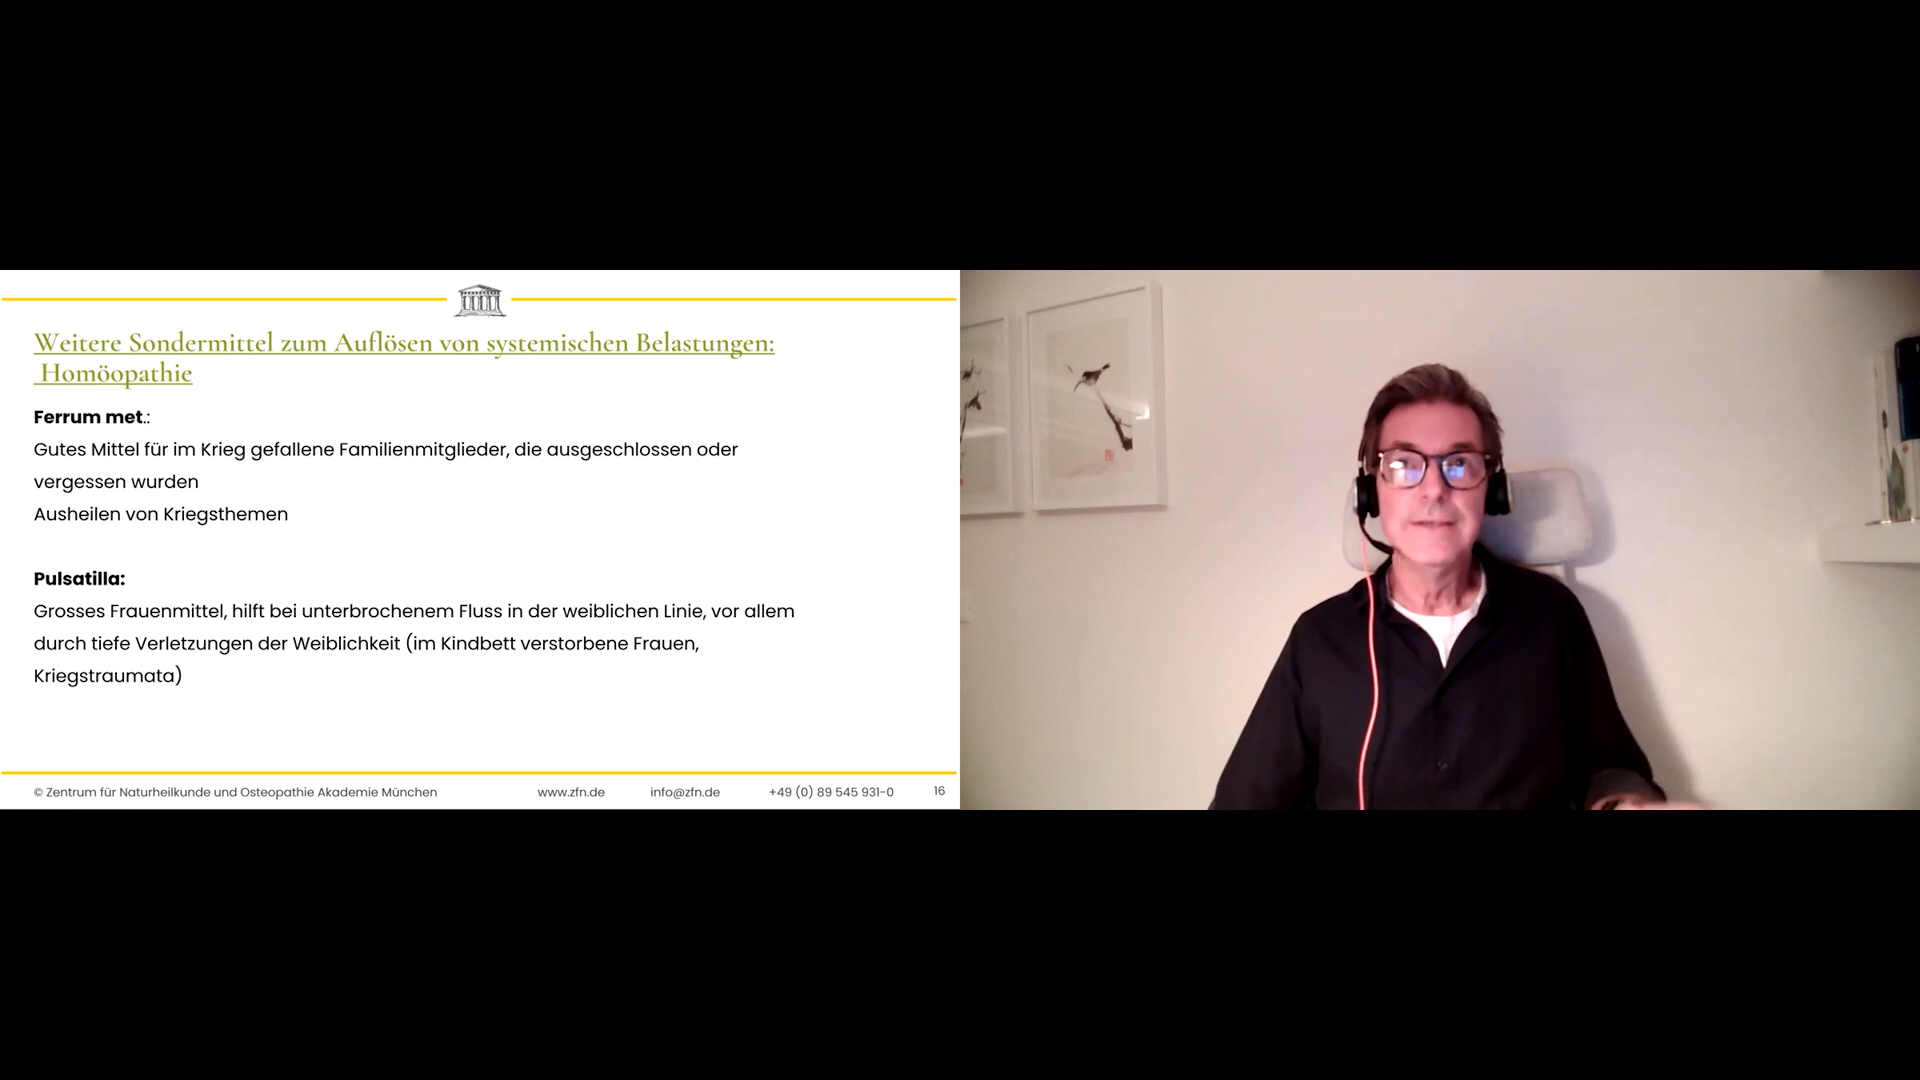 Weitere Sondermittel zum Auflösen von systemischen Belastungen:
Homöopathie
Ferrum met.:
Gutes Mittel für im Krieg gefallene Familienmitglieder, die ausgeschlossen oder
vergessen wurden
Ausheilen von Kriegsthemen
Pulsatilla:
Grosses Frauenmittel, hilft bei unterbrochenem Fluss in der weiblichen Linie, vor allem
durch tiefe Verletzungen der Weiblichkeit (im Kindbett verstorbene Frauen,
Kriegstraumata)
© Zentrum für Naturheilkunde und Osteopathie Akademie München www.zfn.de info@zfn.de +49 (0) 89 545 931-0 16